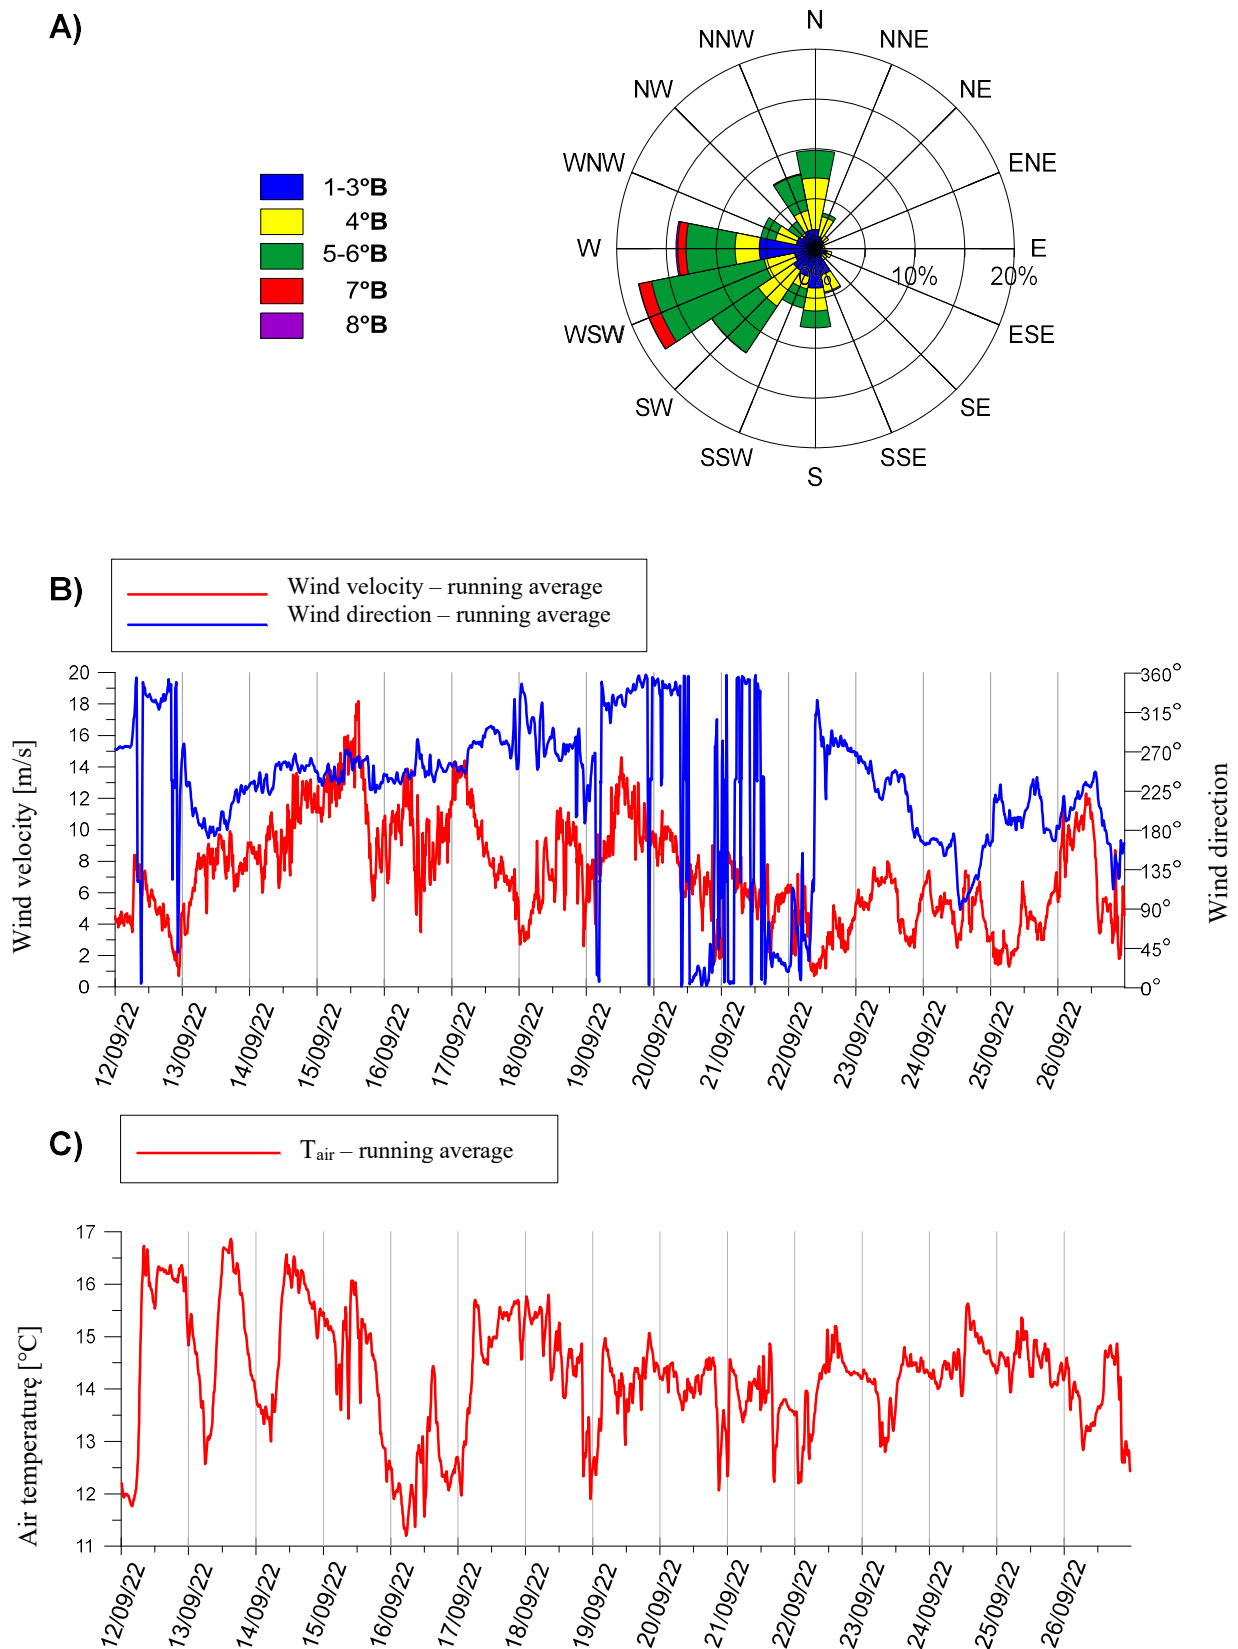 A)
N
NNW
NNE
NW
NE
WNW
ENE
1-3°B
4°B
5-6°B
W
E
0%
10%
20%
7°B
8°B
WSW
ESE
SW
SE
SSW
SSE
S
B)
Wind velocity – running average
Wind direction – running average
Wind velocity [m/s]
20
18
16
14
12
10
8
6
4
2
0
360°
315°
270°
225°
180°
135°
90°
45°
0°
Wind direction
12/09/22
13/09/22
14/09/22
15/09/22
16/09/22
17/09/22
18/09/22
19/09/22
20/09/22
21/09/22
22/09/22
23/09/22
24/09/22
25/09/22
26/09/22
C)
Tair – running average
Air temperaturę [°C]
17
16
15
14
13
12
11
12/09/22
13/09/22
14/09/22
15/09/22
16/09/22
17/09/22
18/09/22
19/09/22
20/09/22
21/09/22
22/09/22
23/09/22
24/09/22
25/09/22
26/09/22